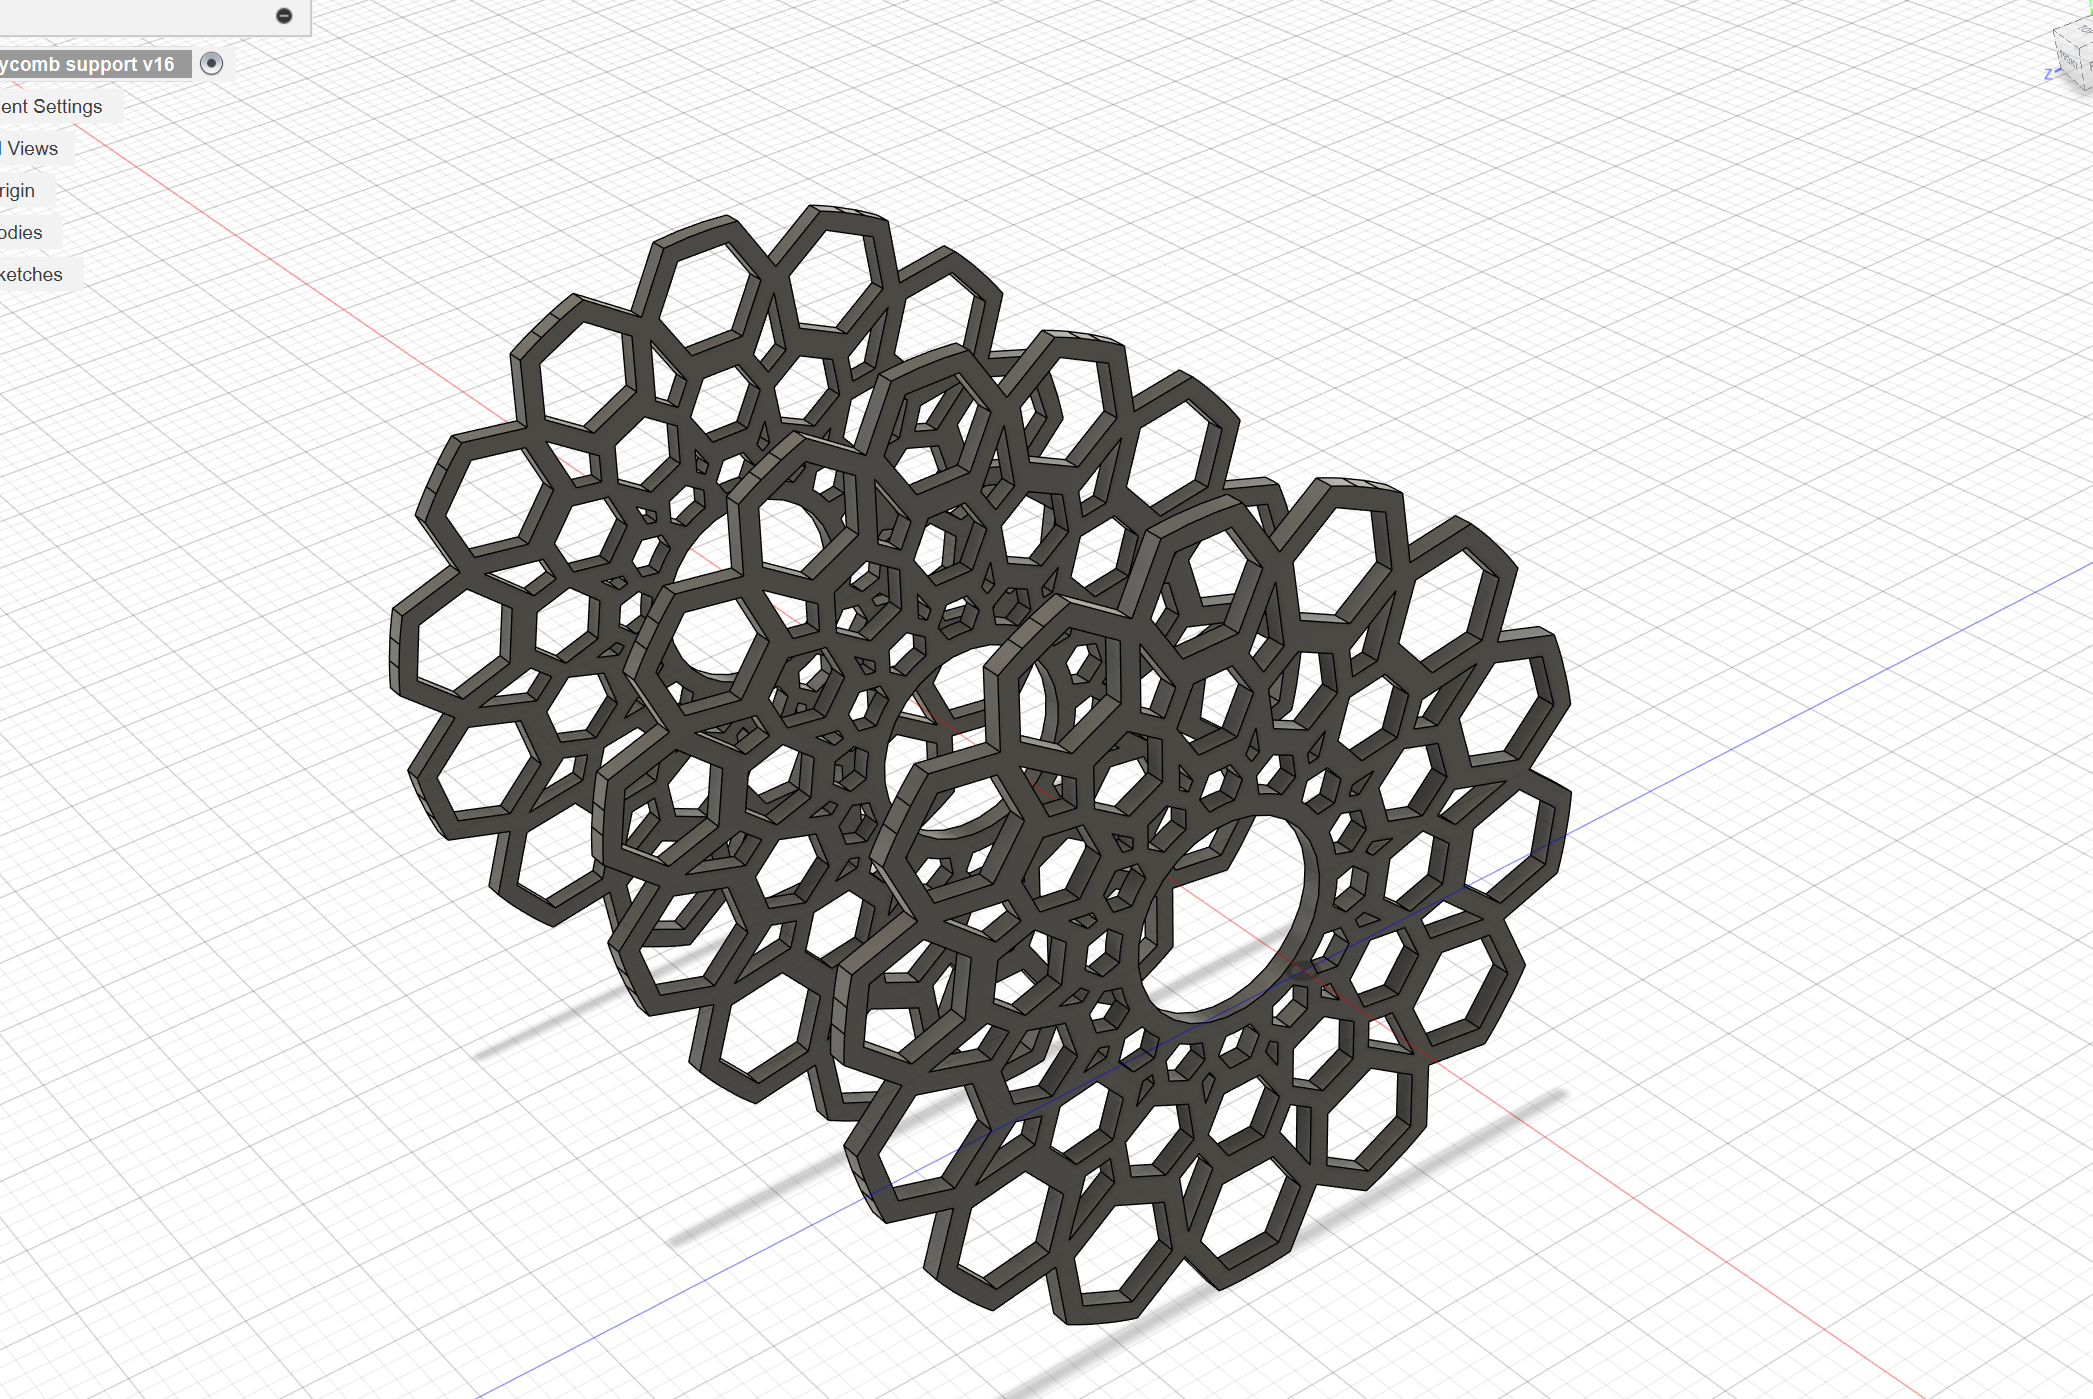 ycomb support v16
ent Settings
l Views
rigin
odies
ketches
Z